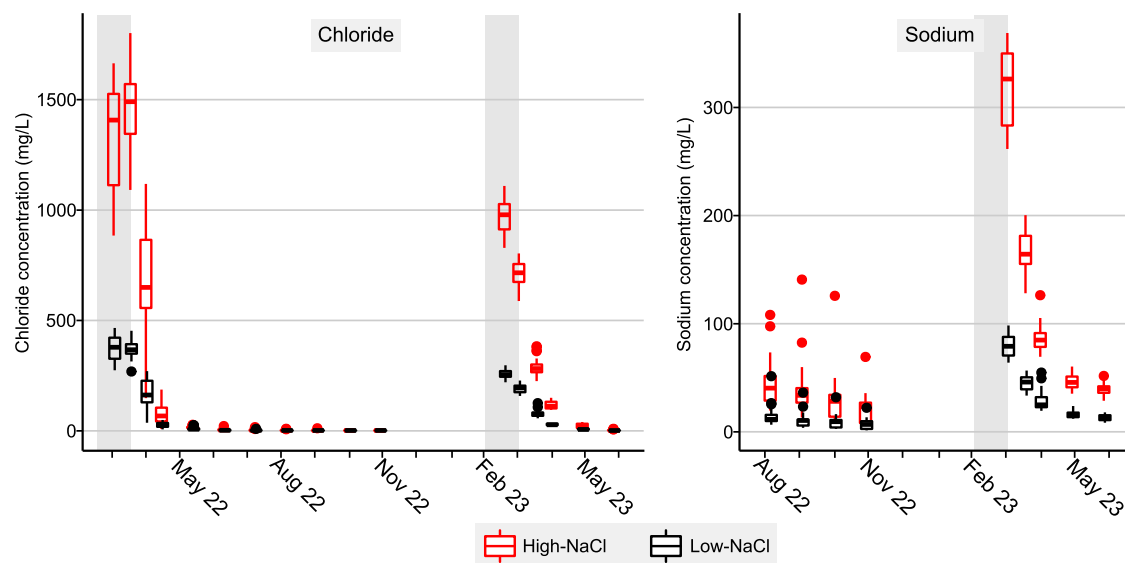 Chloride
Chloride concentration (mg/L)
1500
1000
500
0
May 22
Aug 22
Nov 22
Feb 23
May 23
Sodium
Sodium concentration (mg/L)
300
200
100
0
Aug 22
Nov 22
Feb 23
May 23
High-NaCl
Low-NaCl